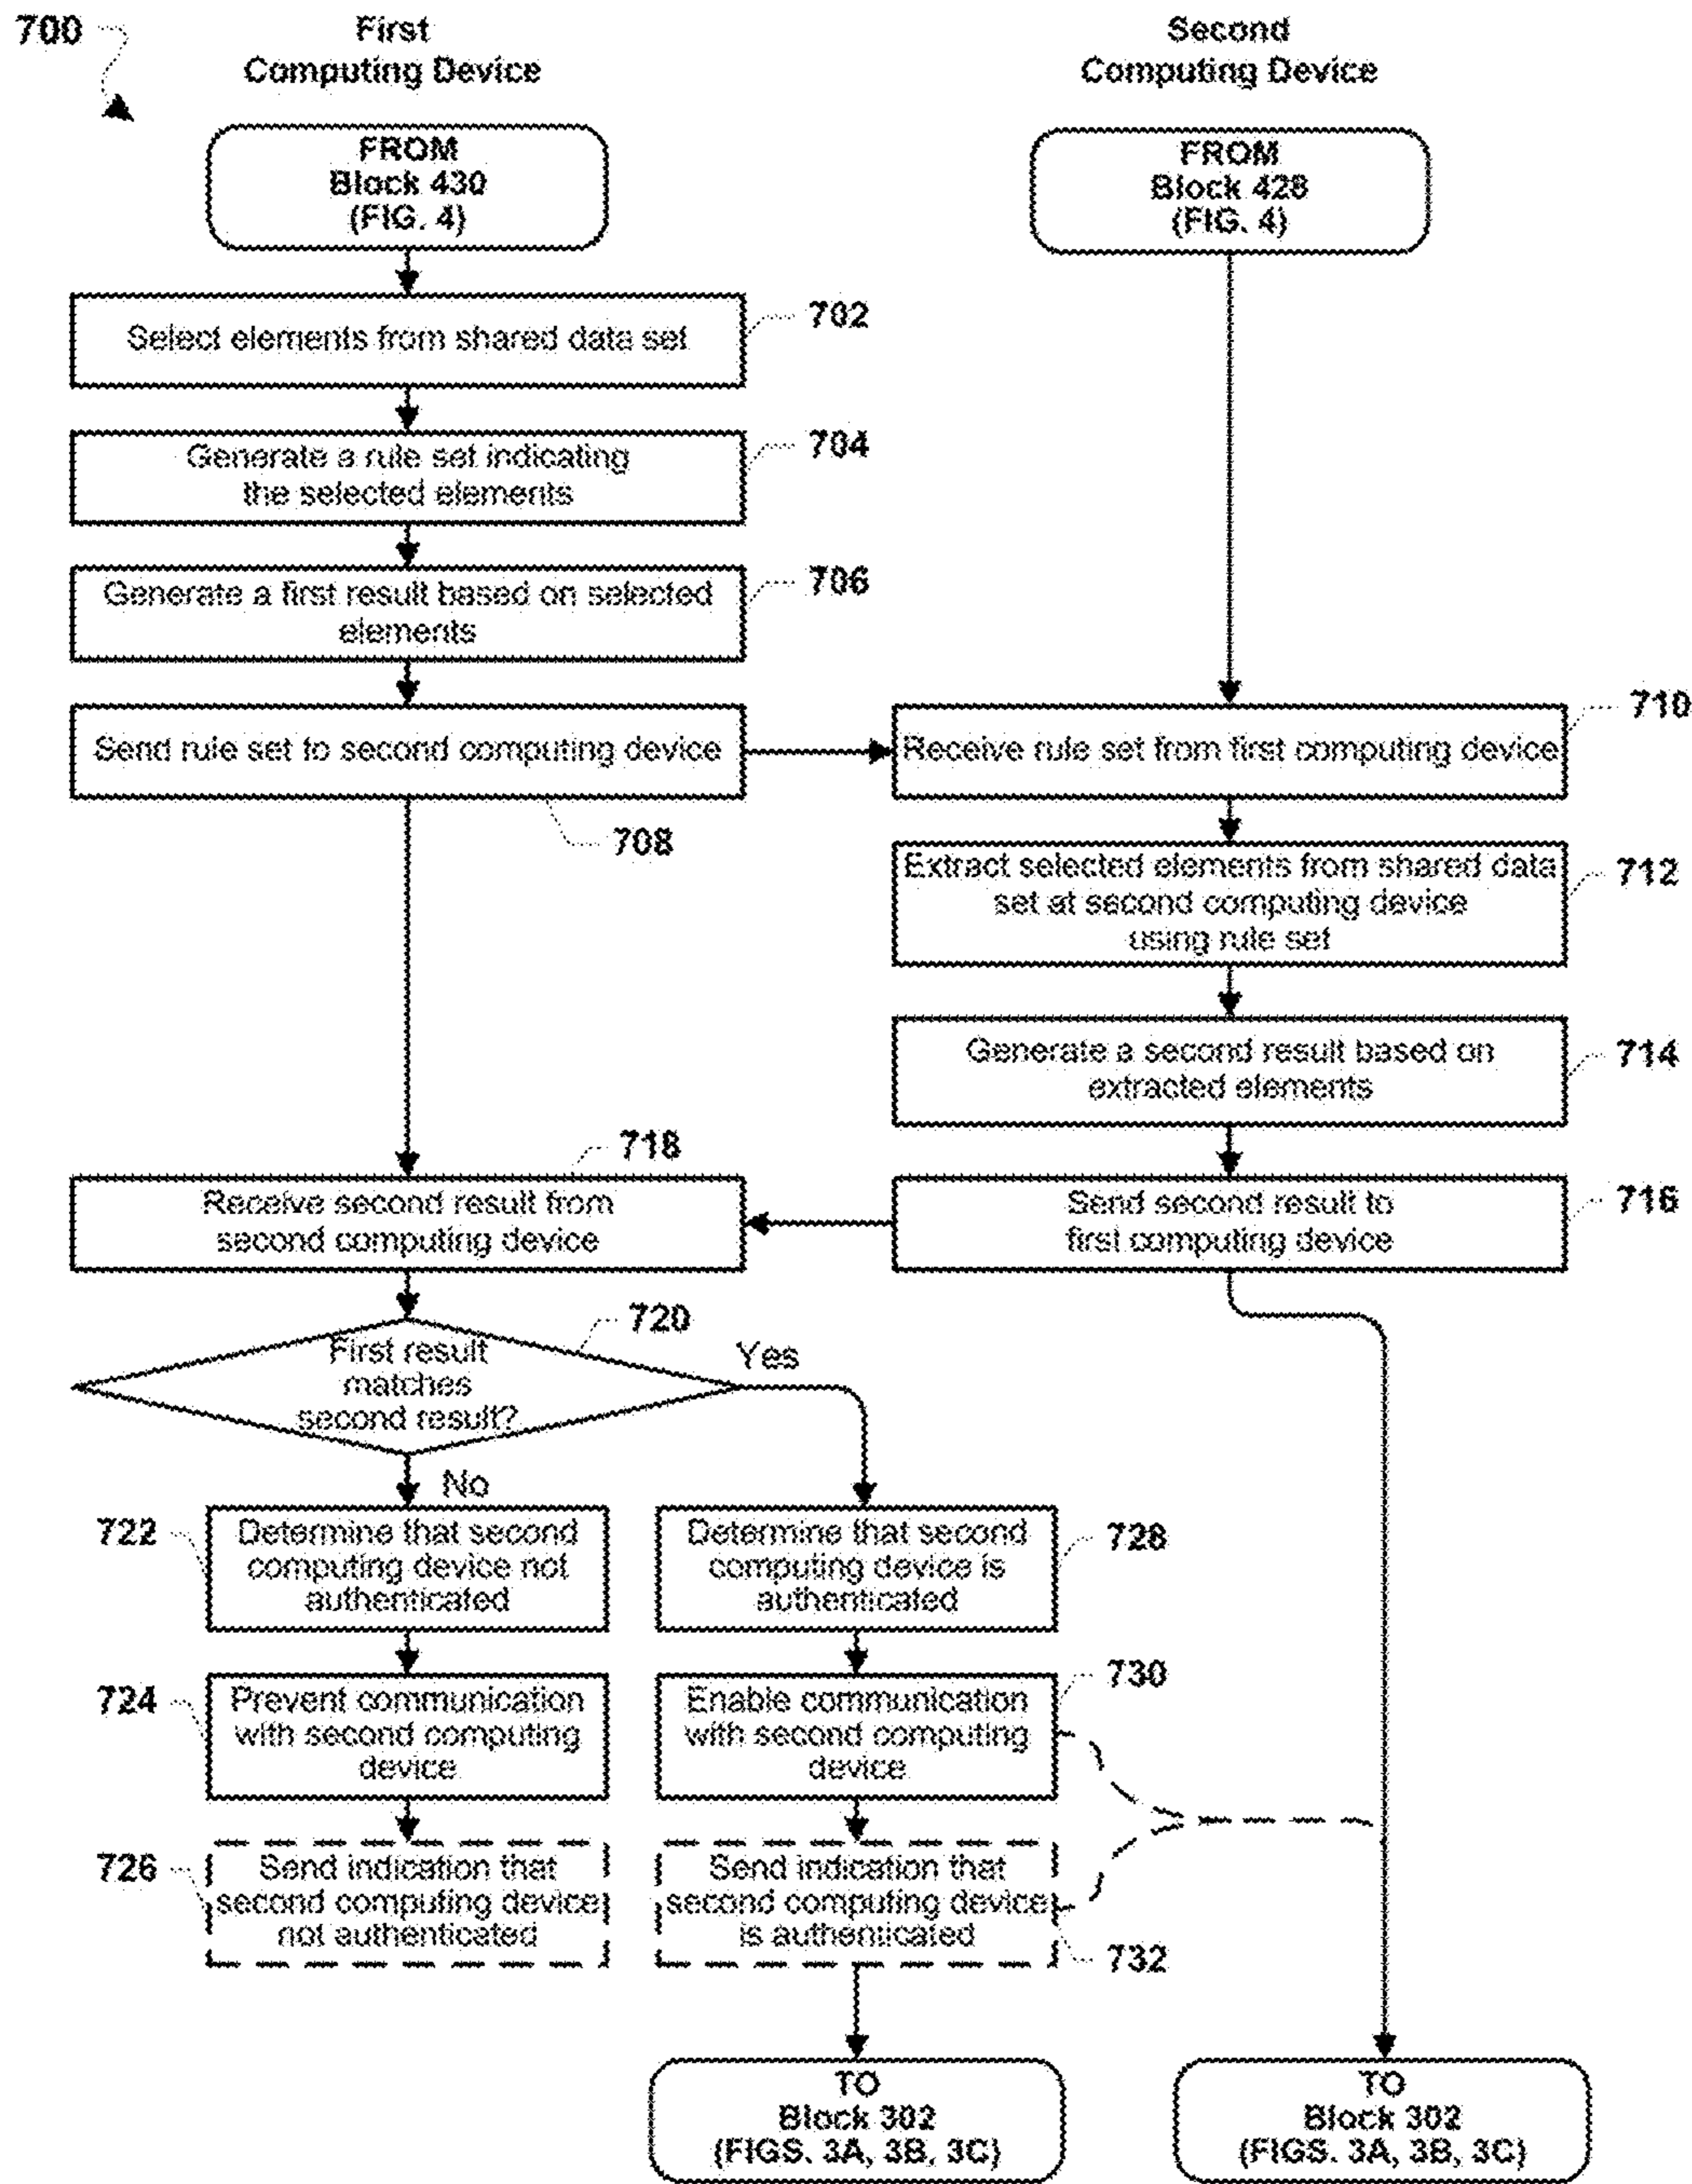 700
First
Computing Device
Second
Computing Device
FROM
Block 430
(FIG. 4)
FROM
Block 428
(FIG. 4)
Select elements from shared data set
702
Generate a rule set indicating
the selected elements
704
Generate a first result based on selected
elements
706
Send rule set to second computing device
708
Receive rule set from first computing device
710
Extract selected elements from shared data
set at second computing device
using rule set
712
Generate a second result based on
extracted elements
714
718
Receive second result from
second computing device
Send second result to
first computing device
716
720
First result
matches
second result?
Yes
No
722
Determine that second
computing device not
authenticated
Determine that second
computing device is
authenticated
728
724
Prevent communication
with second computing
device
Enable communication
with second computing
device
730
726
Send indication that
second computing device
not authenticated
Send indication that
second computing device
is authenticated
732
TO
Block 302
(FIGS. 3A, 3B, 3C)
TO
Block 302
(FIGS. 3A, 3B, 3C)